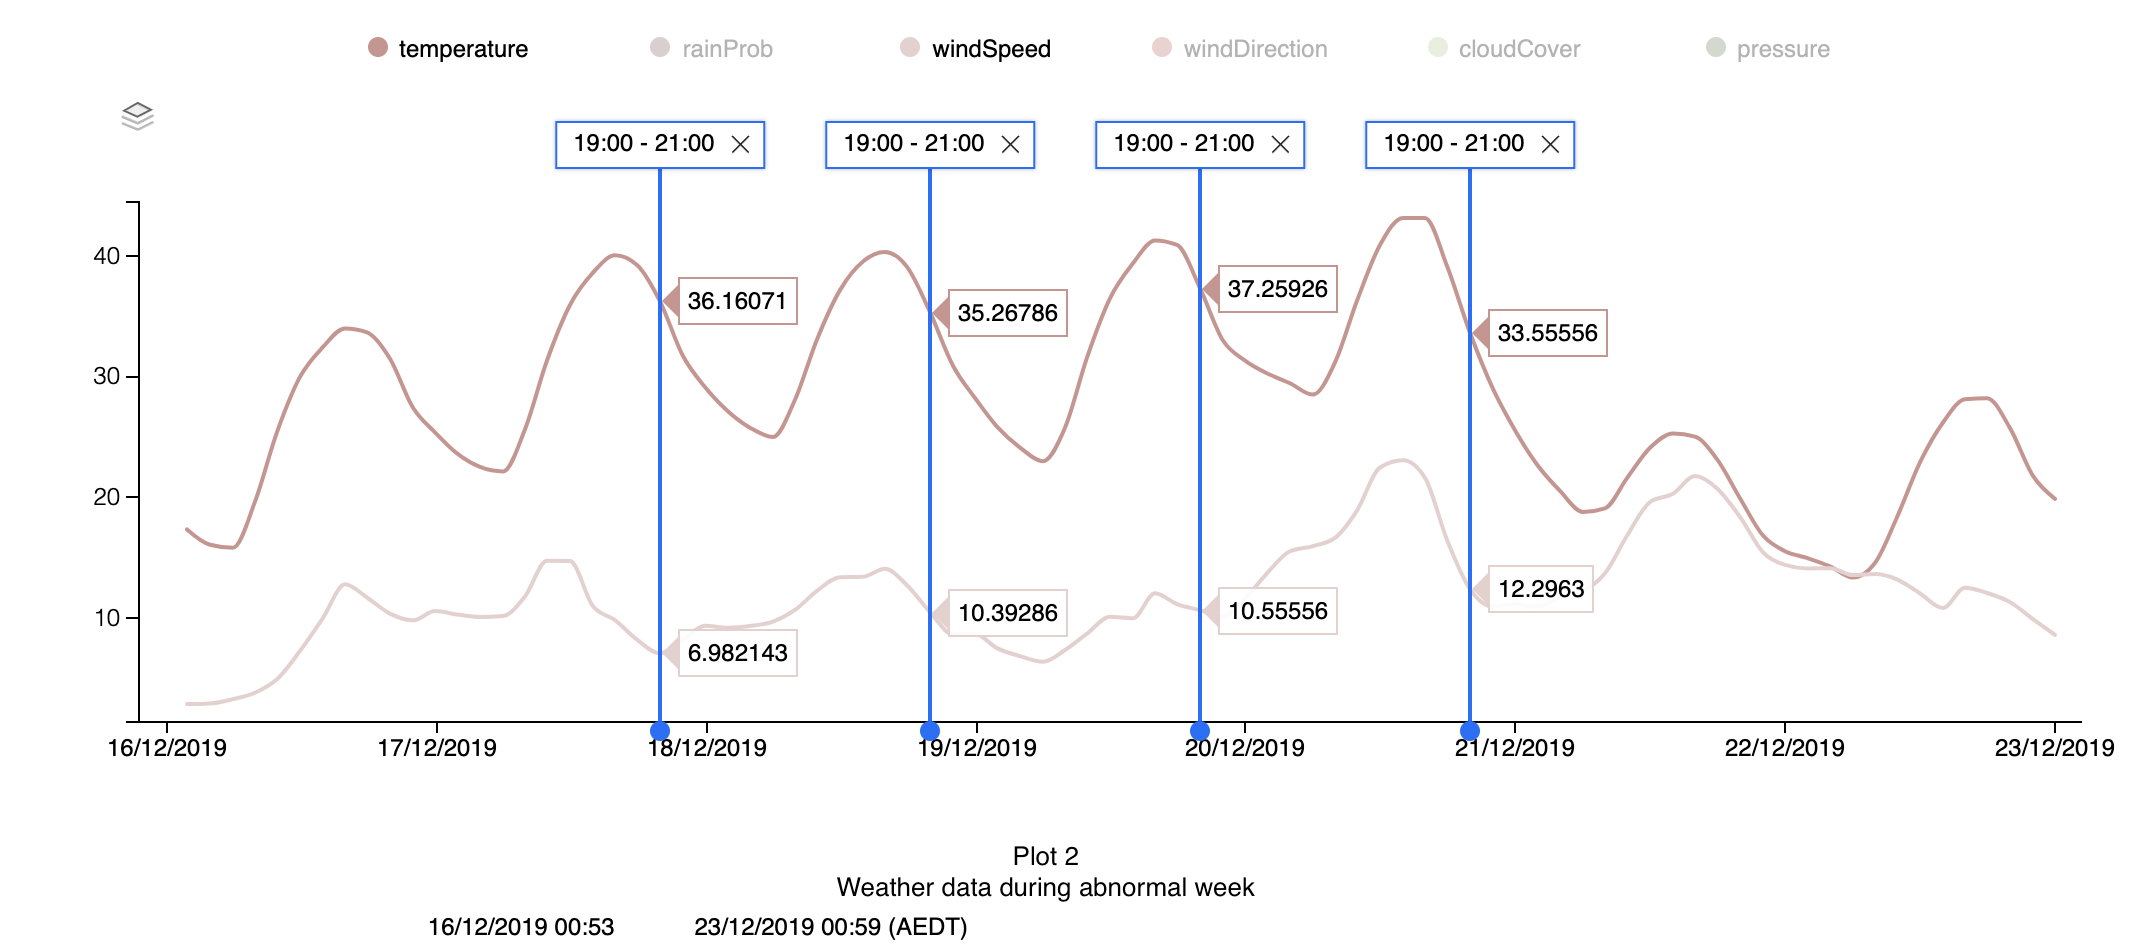 temperature rainProb windSpeed windDirection cloudCover pressure
19:00 - 21:00 19:00 - 21:00 19:00 - 21:00 19:00 - 21:00
40
36.16071 35.26786 37.25926 33.55556
30
20
10
6.982143 10.39286 10.55556 12.2963
16/12/2019 17/12/2019 18/12/2019 19/12/2019 20/12/2019 21/12/2019 22/12/2019 23/12/2019
Plot 2
Weather data during abnormal week
16/12/2019 00:53 23/12/2019 00:59 (AEDT)